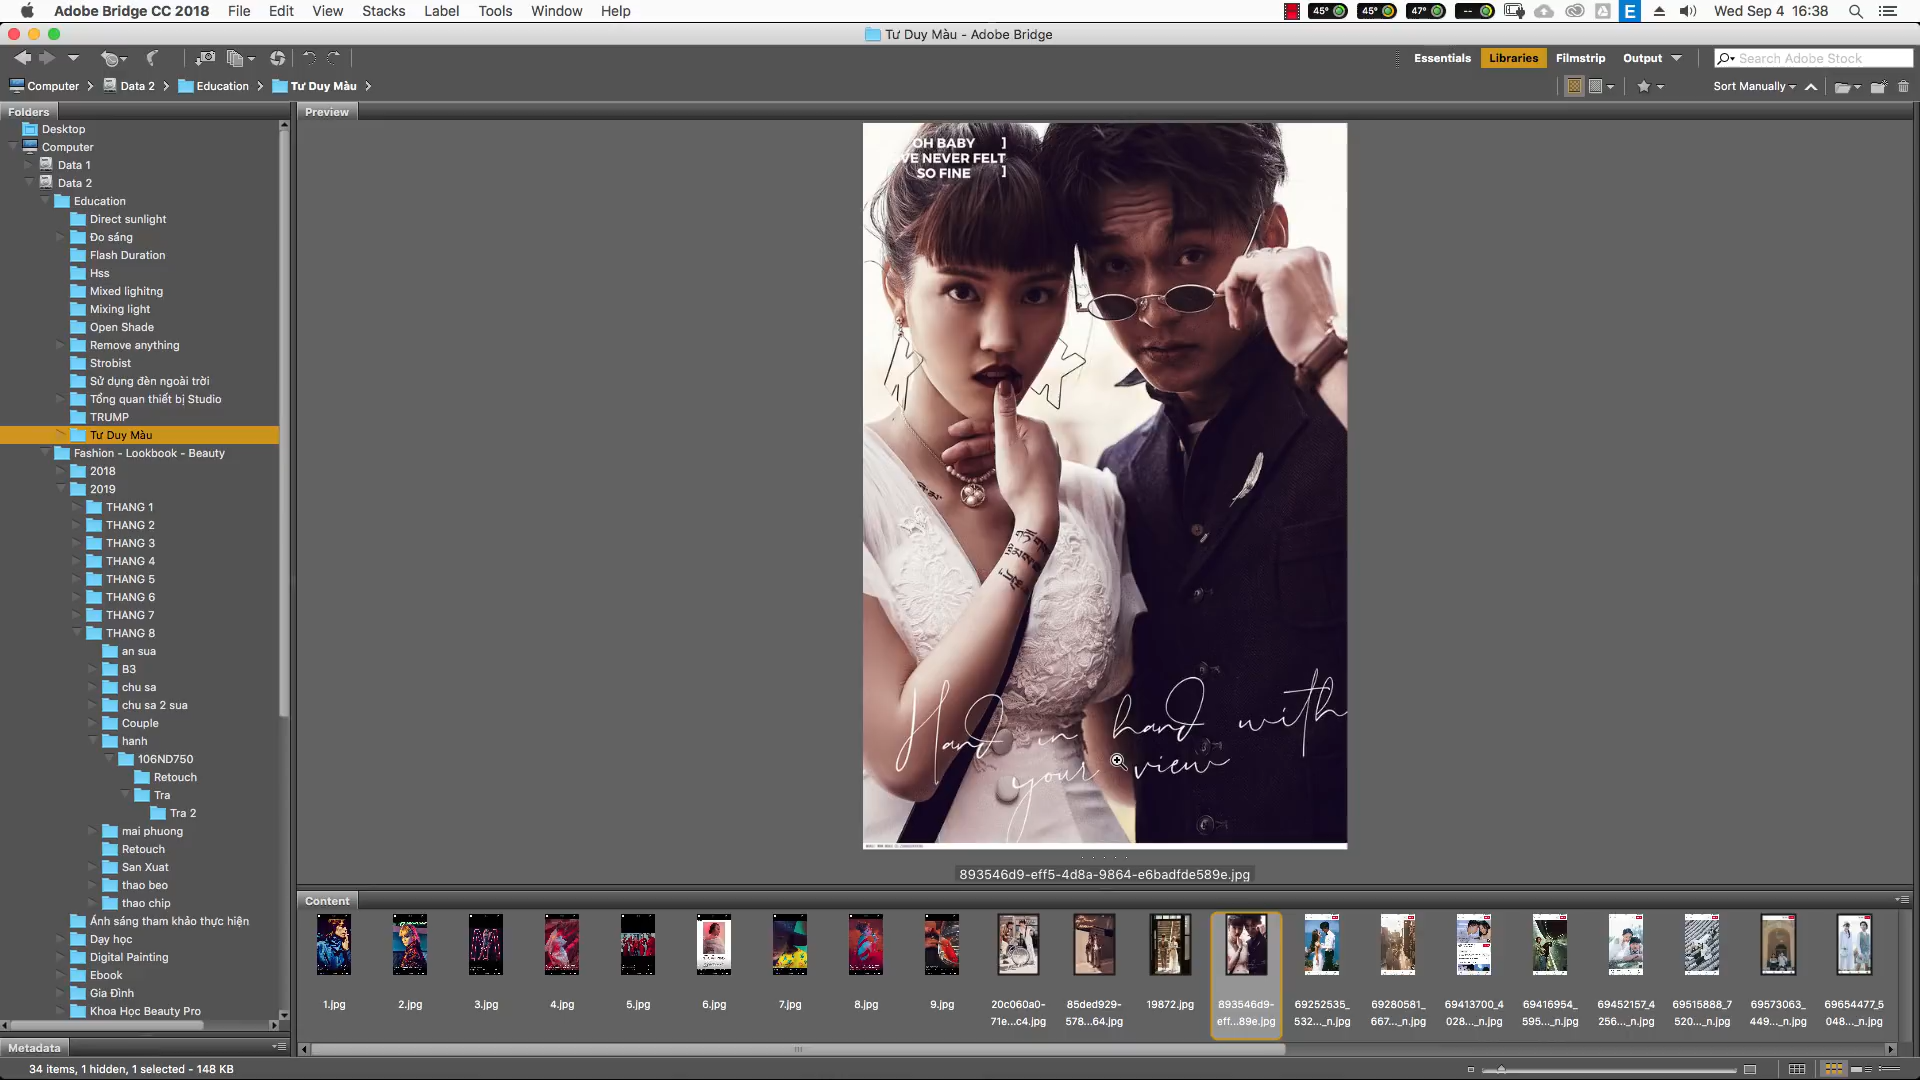 Adobe Bridge CC 2018 File Edit View Stacks Label Tools Window Help 45° 45° 47° -- E Wed Sep 4 16:38
Tư Duy Màu - Adobe Bridge
Essentials Libraries Filmstrip Output Search Adobe Stock
Computer Data 2 Education Tư Duy Màu Sort Manually
Folders
Desktop
Computer
Data 1
Data 2
Education
Direct sunlight
Đo sáng
Flash Duration
Hss
Mixed lighitng
Mixing light
Open Shade
Remove anything
Strobist
Sử dụng đèn ngoài trời
Tổng quan thiết bị Studio
TRUMP
Tư Duy Màu
Fashion - Lookbook - Beauty
2018
2019
THANG 1
THANG 2
THANG 3
THANG 4
THANG 5
THANG 6
THANG 7
THANG 8
an sua
B3
chu sa
chu sa 2 sua
Couple
hanh
106ND750
Retouch
Tra
Tra 2
mai phuong
Retouch
San Xuat
thao beo
thao chip
Ánh sáng tham khảo thực hiện
Dạy học
Digital Painting
Ebook
Gia Đình
Khoa Học Beauty Pro
Metadata
34 items, 1 hidden, 1 selected - 148 KB
Preview
OH BABY ]
VE NEVER FELT
SO FINE ]
Hand in hand with
your view
893546d9-eff5-4d8a-9864-e6badfde589e.jpg
Content
1.jpg 2.jpg 3.jpg 4.jpg 5.jpg 6.jpg 7.jpg 8.jpg 9.jpg 20c060a0- 85ded929- 19872.jpg 893546d9- 69252535_ 69280581_ 69413700_4 69416954_ 69452157_4 69515888_7 69573063_ 69654477_5
71e...c4.jpg 578...64.jpg eff...89e.jpg 532..._n.jpg 667..._n.jpg 028..._n.jpg 595..._n.jpg 256..._n.jpg 520..._n.jpg 449..._n.jpg 048..._n.jpg